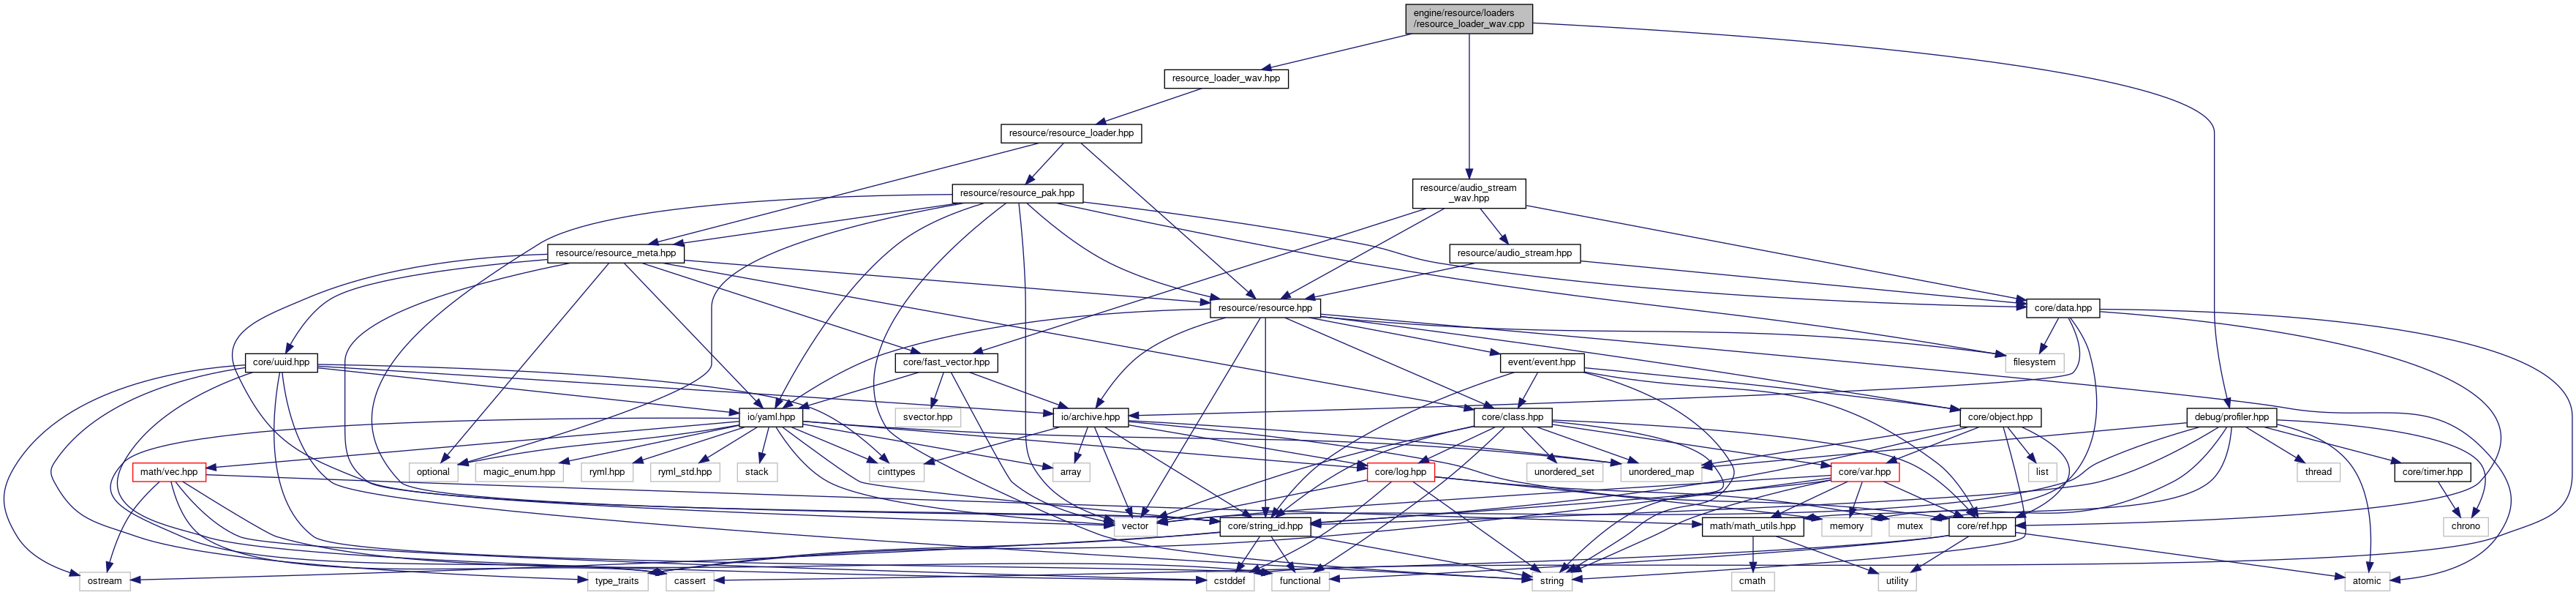 engine/resource/loaders
/resource_loader_wav.cpp
resource_loader_wav.hpp
resource/resource_loader.hpp
resource/resource_pak.hpp
resource/audio_stream
_wav.hpp
resource/resource_meta.hpp
resource/audio_stream.hpp
resource/resource.hpp
core/data.hpp
core/uuid.hpp
core/fast_vector.hpp
event/event.hpp
filesystem
io/yaml.hpp
svector.hpp
io/archive.hpp
core/class.hpp
core/object.hpp
debug/profiler.hpp
math/vec.hpp
optional
magic_enum.hpp
ryml.hpp
ryml_std.hpp
stack
cinttypes
array
core/log.hpp
unordered_set
unordered_map
core/var.hpp
list
thread
core/timer.hpp
vector
core/string_id.hpp
math/math_utils.hpp
memory
mutex
core/ref.hpp
chrono
ostream
type_traits
cassert
cstddef
functional
string
cmath
utility
atomic